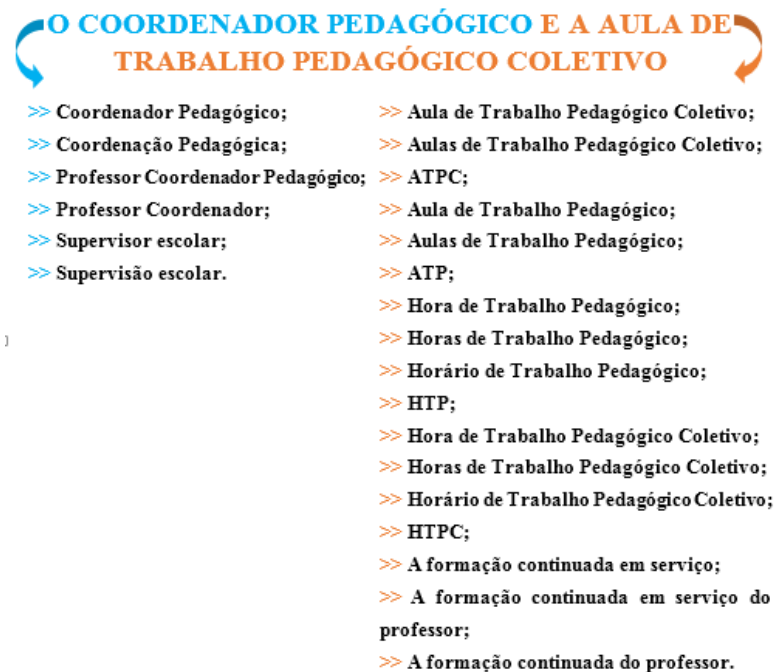 O COORDENADOR PEDAGÓGICO E A AULA DE
TRABALHO PEDAGÓGICO COLETIVO
>> Coordenador Pedagógico;
>> Coordenação Pedagógica;
>> Professor Coordenador Pedagógico;
>> Professor Coordenador;
>> Supervisor escolar;
>> Supervisão escolar.
>> Aula de Trabalho Pedagógico Coletivo;
>> Aulas de Trabalho Pedagógico Coletivo;
>> ATPC;
>> Aula de Trabalho Pedagógico;
>> Aulas de Trabalho Pedagógico;
>> ATP;
>> Hora de Trabalho Pedagógico;
>> Horas de Trabalho Pedagógico;
>> Horário de Trabalho Pedagógico;
>> HTP;
>> Hora de Trabalho Pedagógico Coletivo;
>> Horas de Trabalho Pedagógico Coletivo;
>> Horário de Trabalho Pedagógico Coletivo;
>> HTPC;
>> A formação continuada em serviço;
>> A formação continuada em serviço do
professor;
>> A formação continuada do professor.